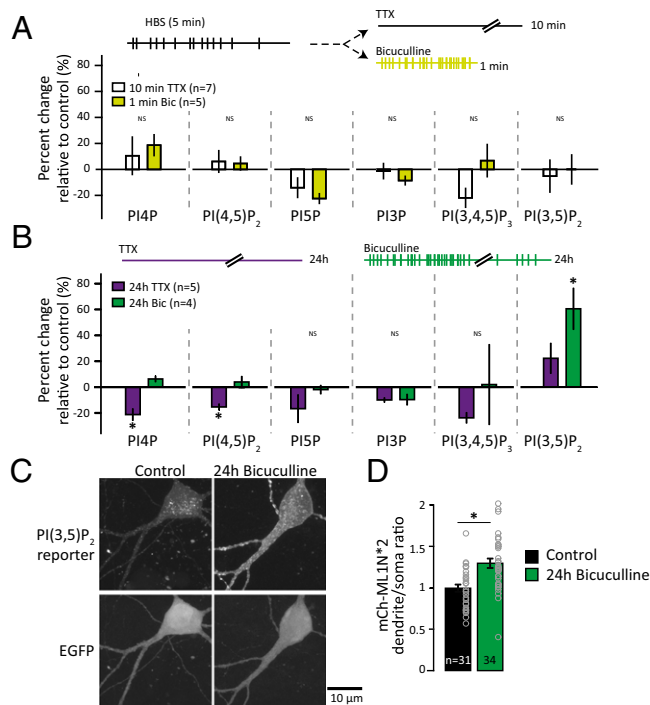 A
HBS (5 min)
TTX
10 min
Bicuculline
1 min
Percent change
relative to control (%)
80
60
40
20
0
-20
10 min TTX (n=7)
1 min Bic (n=5)
NS NS NS NS NS NS
PI4P PI(4,5)P2 PI5P PI3P PI(3,4,5)P3 PI(3,5)P2
B
TTX
24h
Bicuculline
24h
Percent change
relative to control (%)
80
60
40
20
0
-20
24h TTX (n=5)
24h Bic (n=4)
NS NS NS
*
* *
PI4P PI(4,5)P2 PI5P PI3P PI(3,4,5)P3 PI(3,5)P2
C
Control 24h Bicuculline
PI(3,5)P2
reporter
EGFP
10 µm
D
mCh-ML1N*2
dendrite/soma ratio
2
1.5
1
0.5
0
*
n=31 34
Control
24h Bicuculline